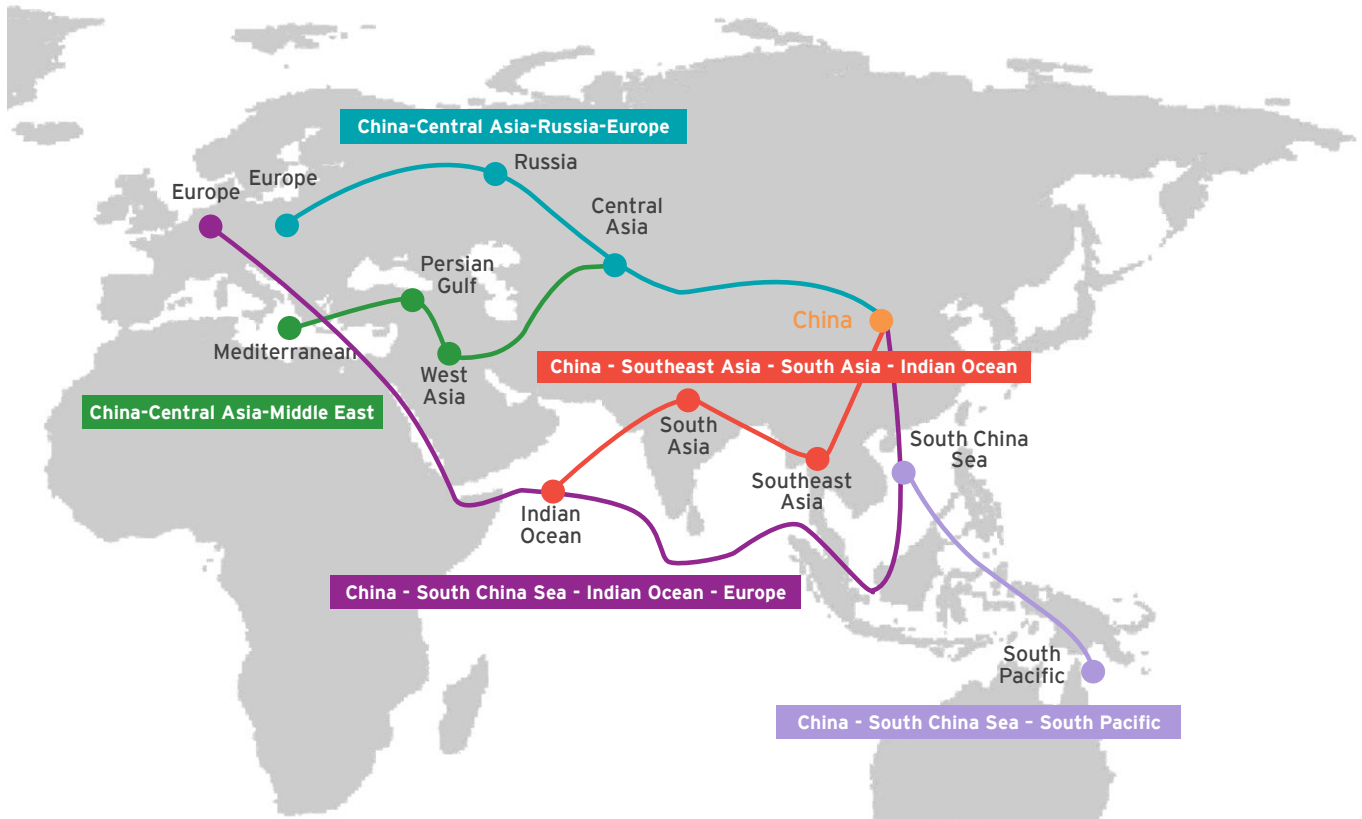 China-Central Asia-Russia-Europe
Russia
Europe
Europe
Central
Asia
Persian
Gulf
China
Mediterranean
West
Asia
China - Southeast Asia - South Asia - Indian Ocean
China-Central Asia-Middle East
South
Asia
South China
Sea
Southeast
Asia
Indian
Ocean
China - South China Sea - Indian Ocean - Europe
South
Pacific
China - South China Sea – South Pacific